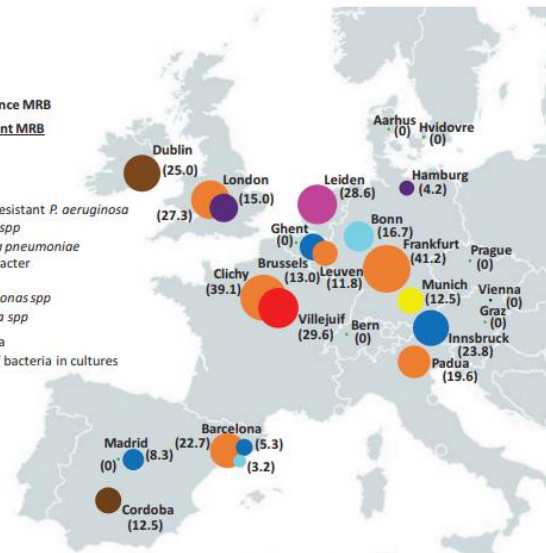 nce MRB
nt MRB
esistant P. aeruginosa
spp
pneumoniae
acter
onas spp
spp
f bacteria in cultures
Aarhus
(0)
Hvidovre
(0)
Dublin
(25.0)
London
(15.0)
(27.3)
Leiden
(28.6)
Hamburg
(4.2)
Ghent
(0)
Bonn
(16.7)
Frankfurt
(41.2)
Brussels
(13.0)
Leuven
(11.8)
Prague
(0)
Clichy
(39.1)
Munich
(12.5)
Vienna
(0)
Graz
(0)
Villejuif
(29.6)
Bern
(0)
Innsbruck
(23.8)
Padua
(19.6)
Barcelona
(22.7)
(5.3)
(3.2)
Madrid
(0)
(8.3)
Cordoba
(12.5)